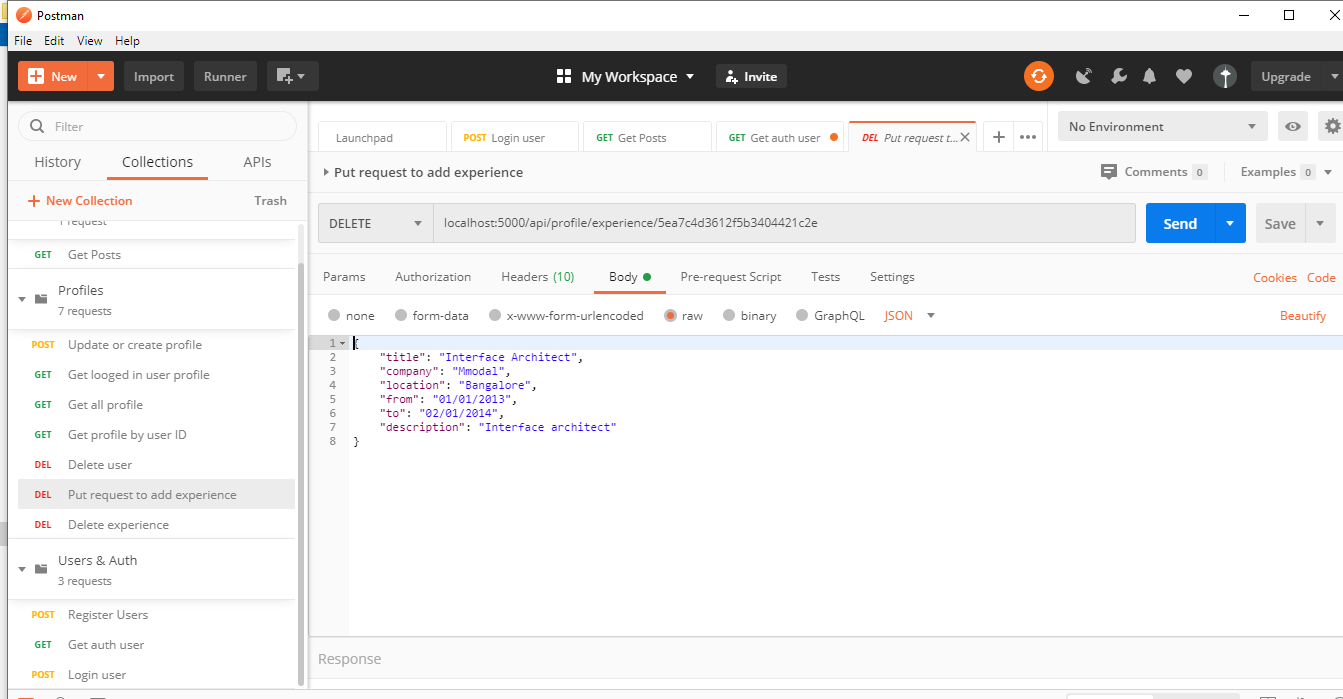 Postman
File Edit View Help
New Import Runner My Workspace Invite Upgrade
Filter
History Collections APIs
New Collection Trash
1 request
GET Get Posts
Profiles
7 requests
POST Update or create profile
GET Get looged in user profile
GET Get all profile
GET Get profile by user ID
DEL Delete user
DEL Put request to add experience
DEL Delete experience
Users & Auth
3 requests
POST Register Users
GET Get auth user
POST Login user
Launchpad POST Login user GET Get Posts GET Get auth user DEL Put request t... No Environment
Put request to add experience Comments 0 Examples 0
DELETE localhost:5000/api/profile/experience/5ea7c4d3612f5b3404421c2e Send Save
Params Authorization Headers (10) Body Pre-request Script Tests Settings Cookies Code
none form-data x-www-form-urlencoded raw binary GraphQL JSON Beautify
1 {
2 "title": "Interface Architect",
3 "company": "Mmodal",
4 "location": "Bangalore",
5 "from": "01/01/2013",
6 "to": "02/01/2014",
7 "description": "Interface architect"
8 }
Response